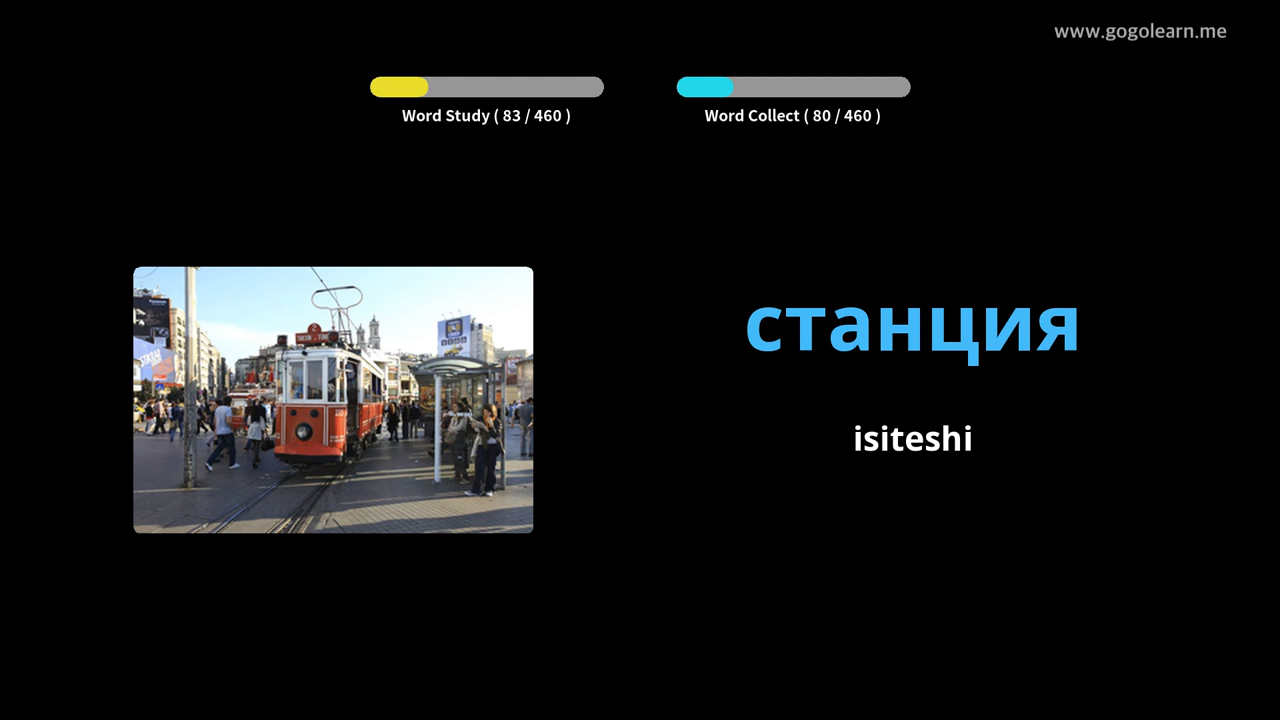 www.gogolearn.me
Word Study ( 83 / 460 )
Word Collect ( 80 / 460 )
станция
isiteshi